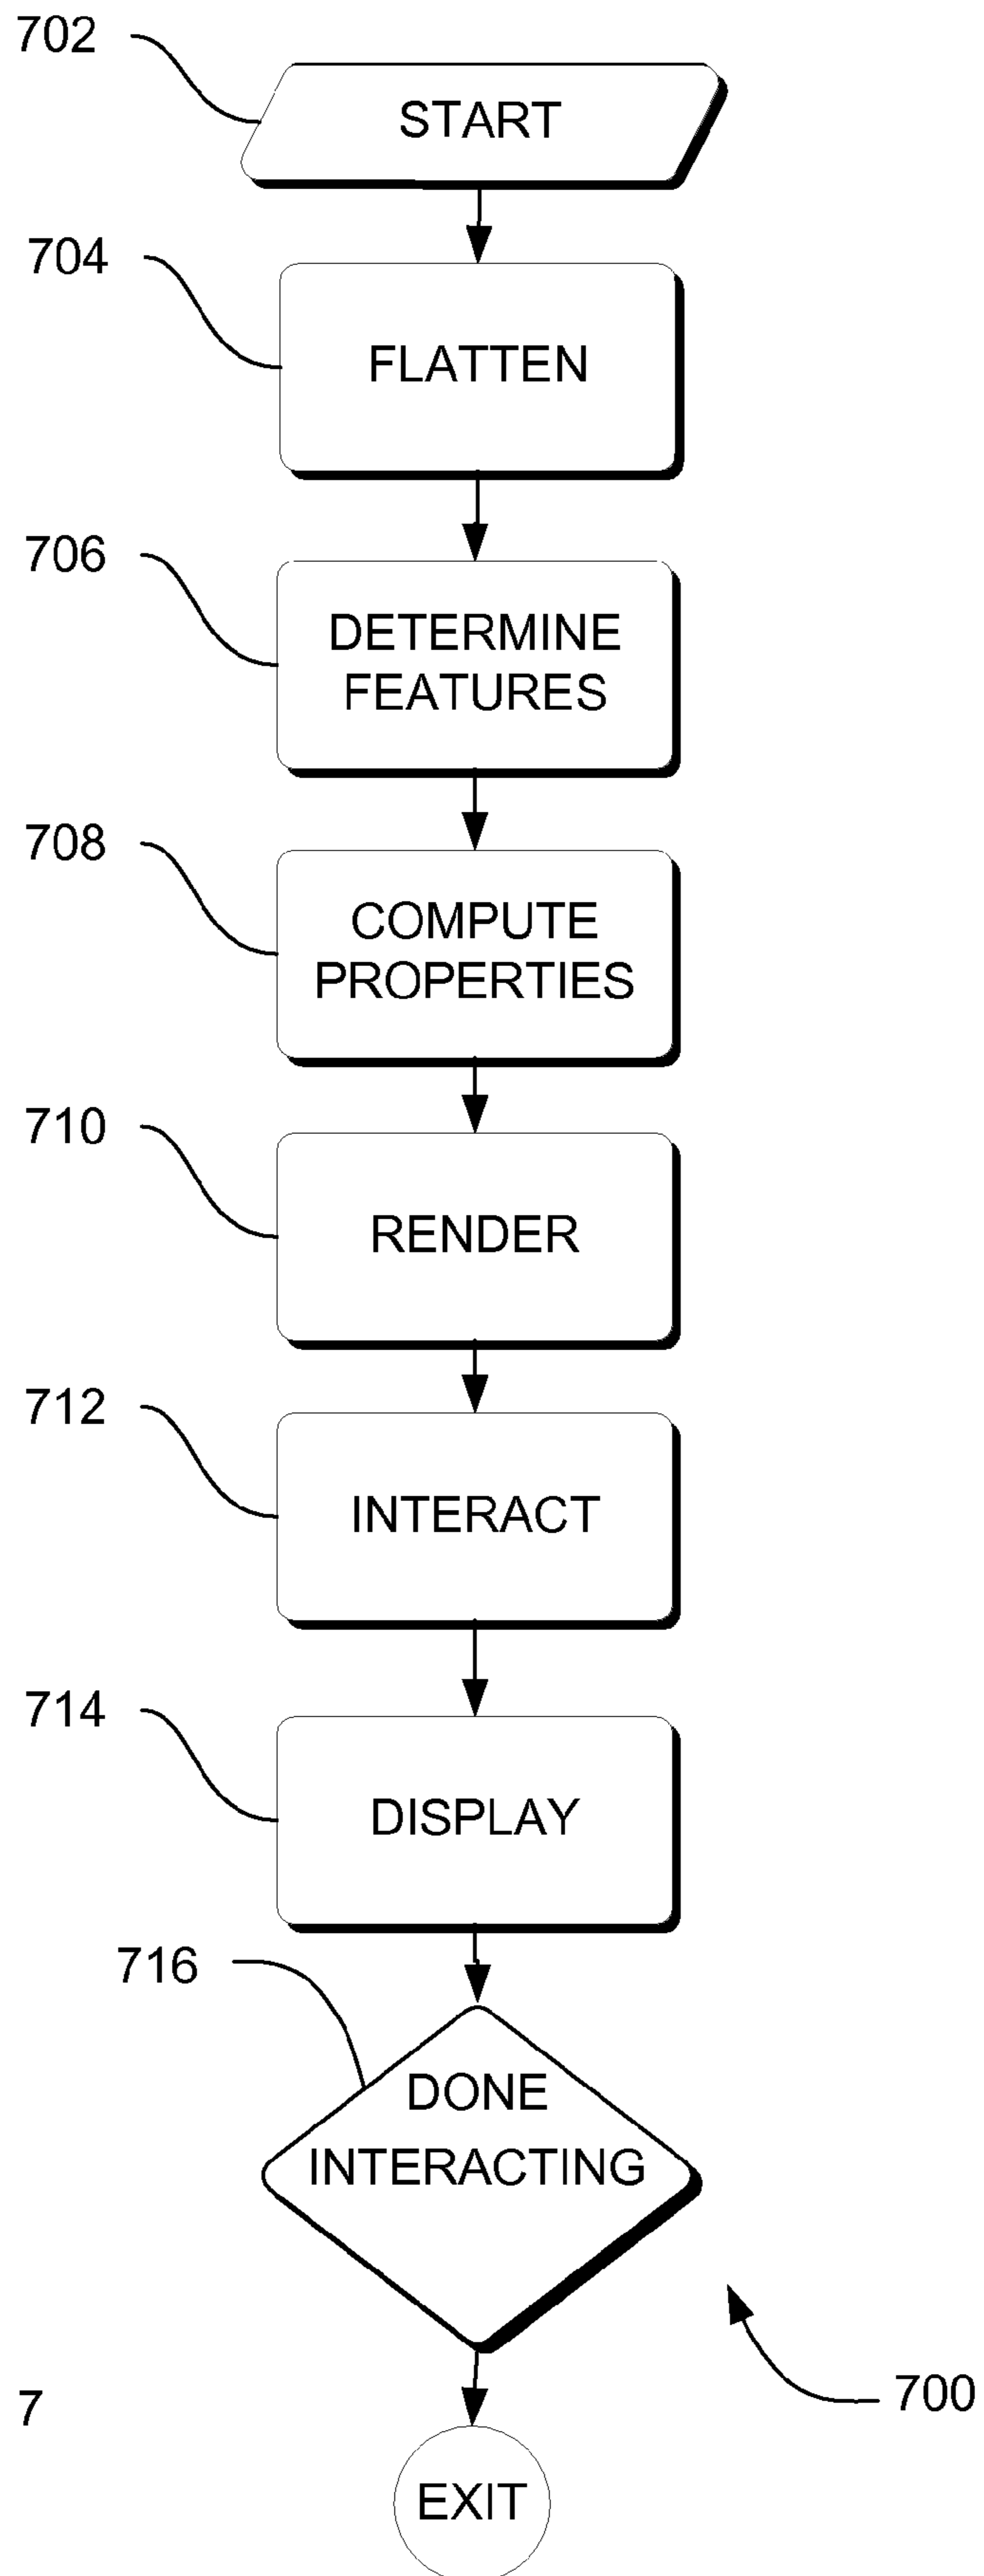 702
START
704
FLATTEN
706
DETERMINE
FEATURES
708
COMPUTE
PROPERTIES
710
RENDER
712
INTERACT
714
DISPLAY
716
DONE
INTERACTING
700
7
EXIT